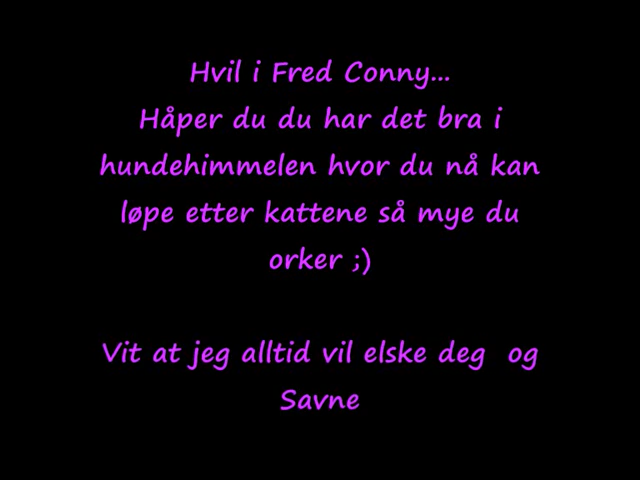 Hvil i Fred Conny...
Håper du du har det bra i
hundehimmelen hvor du nå kan
løpe etter kattene så mye du
orker ;)
Vit at jeg alltid vil elske deg  og
Savne